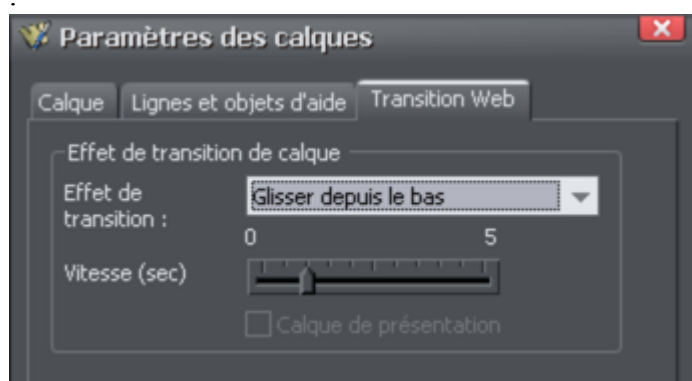 .
Paramètres des calques
Calque Lignes et objets d'aide Transition Web
Effet de transition de calque
Effet de
transition :
Glisser depuis le bas
0 5
Vitesse (sec)
Calque de présentation